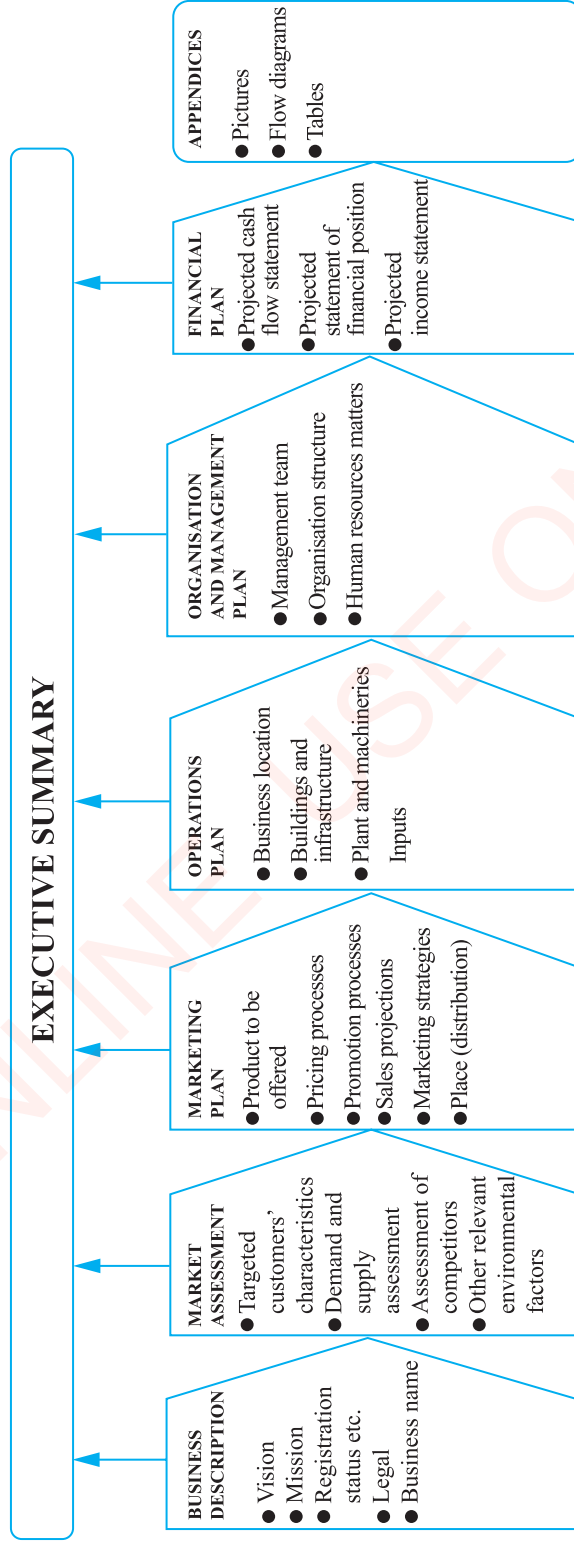 EXECUTIVE SUMMARY
BUSINESS
DESCRIPTION
● Vision
● Mission
● Registration
status etc.
● Legal
● Business name
MARKET
ASSESSMENT
● Targeted
customers’
characteristics
● Demand and
supply
assessment
● Assessment of
competitors
● Other relevant
environmental
factors
MARKETING
PLAN
● Product to be
offered
● Pricing processes
● Promotion processes
● Sales projections
● Marketing strategies
● Place (distribution)
OPERATIONS
PLAN
● Business location
● Buildings and
infrastructure
● Plant and machineries
Inputs
ORGANISATION
AND MANAGEMENT
PLAN
● Management team
● Organisation structure
● Human resources matters
FINANCIAL
PLAN
● Projected cash
flow statement
● Projected
statement of
financial position
● Projected
income statement
APPENDICES
● Pictures
● Flow diagrams
● Tables
NLINE USE O